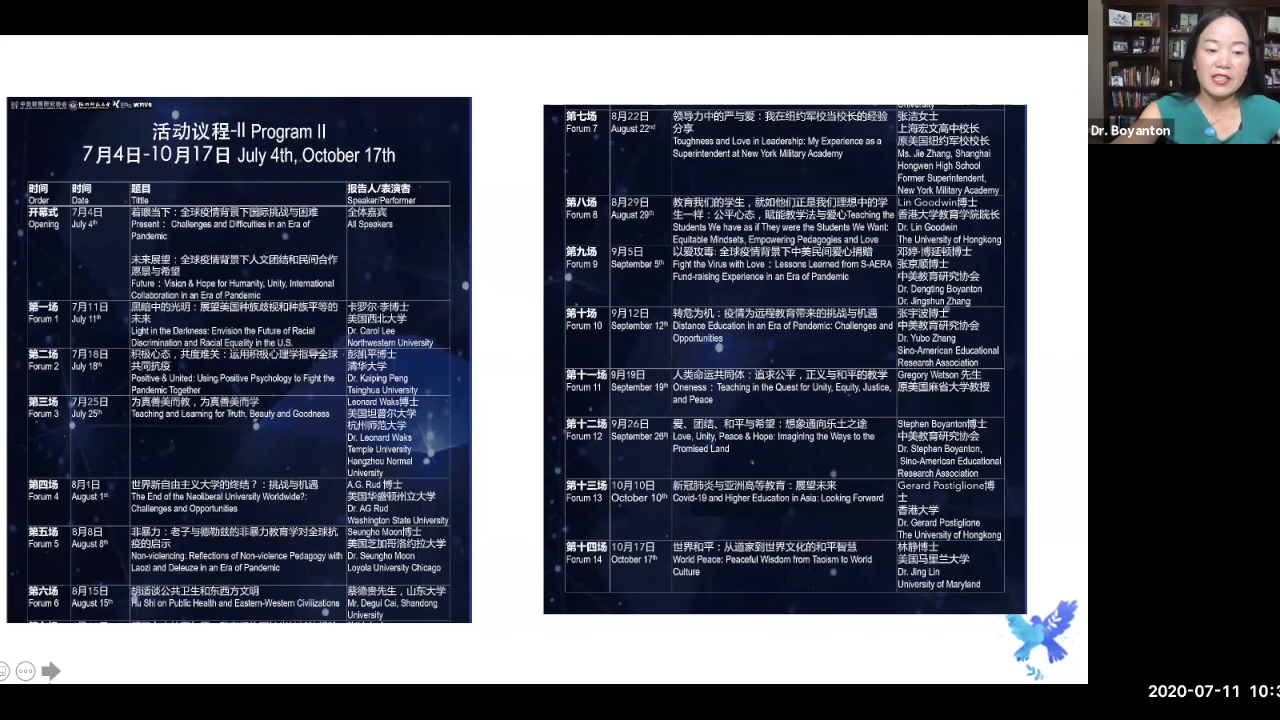 中美教育研究协会
活动议程-II Program II
7月4日-10月17日 July 4th, October 17th
时间 时间 题目 报告人/表演者
Order Date Tittle Speaker/Performer
开幕式 7月4日 着眼当下：全球疫情背景下国际挑战与困难 全体嘉宾
Opening July 4th Present： Challenges and Difficulties in an Era of All Speakers
Pandemic
未来展望：全球疫情背景下人文团结和民间合作
愿景与希望
Future：Vision & Hope for Humanity, Unity, International
Collaboration in an Era of Pandemic
第一场 7月11日 黑暗中的光明：展望美国种族歧视和种族平等的 卡罗尔·李博士
Forum 1 July 11th 未来 美国西北大学
Light in the Darkness: Envision the Future of Racial Dr. Carol Lee
Discrimination and Racial Equality in the U.S. Northwestern University
第二场 7月18日 积极心态，共度难关：运用积极心理学指导全球 彭凯平博士
Forum 2 July 18th 共同抗疫 清华大学
Positive & United: Using Positive Psychology to Fight the Dr. Kaiping Peng
Pandemic Together Tsinghua University
第三场 7月25日 为真善美而教，为真善美而学 Leonard Waks博士
Forum 3 July 25th Teaching and Learning for Truth, Beauty and Goodness 美国坦普尔大学
杭州师范大学
Dr. Leonard Waks
Temple University
Hangzhou Normal
University
第四场 8月1日 世界新自由主义大学的终结？：挑战与机遇 A.G. Rud 博士
Forum 4 August 1st The End of the Neoliberal University Worldwide?: 美国华盛顿州立大学
Challenges and Opportunities Dr. AG Rud
Washington State University
第五场 8月8日 非暴力：老子与德勒兹的非暴力教育学对全球抗 Seungho Moon博士
Forum 5 August 8th 疫的启示 美国芝加哥洛约拉大学
Non-violencing: Reflections of Non-violence Pedagogy with Dr. Seungho Moon
Laozi and Deleuze in an Era of Pandemic Loyola University Chicago
第六场 8月15日 胡适谈公共卫生和东西方文明 蔡德贵先生，山东大学
Forum 6 August 15th Hu Shi on Public Health and Eastern-Western Civilizations Mr. Degui Cai, Shandong
University
第七场 8月22日 领导力中的严与爱：我在纽约军校当校长的经验 张洁女士
Forum 7 August 22nd 分享 上海宏文高中校长
Toughness and Love in Leadership: My Experience as a 原美国纽约军校校长
Superintendent at New York Military Academy Ms. Jie Zhang, Shanghai
Hongwen High School
Former Superintendent,
New York Military Academy
第八场 8月29日 教育我们的学生，就如他们正是我们理想中的学 Lin Goodwin博士
Forum 8 August 29th 生一样：公平心态，赋能教学法与爱心Teaching the 香港大学教育学院院长
Students We have as if They were the Students We Want: Dr. Lin Goodwin
Equitable Mindsets, Empowering Pedagogies and Love The University of Hongkong
第九场 9月5日 以爱攻毒: 全球疫情背景下中美民间爱心捐赠 邓婷·博延顿博士
Forum 9 September 5th Fight the Virus with Love：Lessons Learned from S-AERA 张京顺博士
Fund-raising Experience in an Era of Pandemic 中美教育研究协会
Dr. Dengting Boyanton
Dr. Jingshun Zhang
第十场 9月12日 转危为机：疫情为远程教育带来的挑战与机遇 张宇波博士
Forum 10 September 12th Distance Education in an Era of Pandemic: Challenges and 中美教育研究协会
Opportunities Dr. Yubo Zhang
Sino-American Educational
Research Association
第十一场 9月19日 人类命运共同体：追求公平，正义与和平的教学 Gregory Watson 先生
Forum 11 September 19th Oneness：Teaching in the Quest for Unity, Equity, Justice, 原美国麻省大学教授
and Peace
第十二场 9月26日 爱、团结、和平与希望：想象通向乐土之途 Stephen Boyanton博士
Forum 12 September 26th Love, Unity, Peace & Hope: Imagining the Ways to the 中美教育研究协会
Promised Land Dr. Stephen Boyanton,
Sino-American Educational
Research Association
第十三场 10月10日 新冠肺炎与亚洲高等教育：展望未来 Gerard Postiglione博
Forum 13 October 10th Covid-19 and Higher Education in Asia: Looking Forward 士
香港大学
Dr. Gerard Postiglione
The University of Hongkong
第十四场 10月17日 世界和平：从道家到世界文化的和平智慧 林静博士
Forum 14 October 17th World Peace: Peaceful Wisdom from Taoism to World 美国马里兰大学
Culture Dr. Jing Lin
University of Maryland
Dr. Boyanton
2020-07-11 10:3